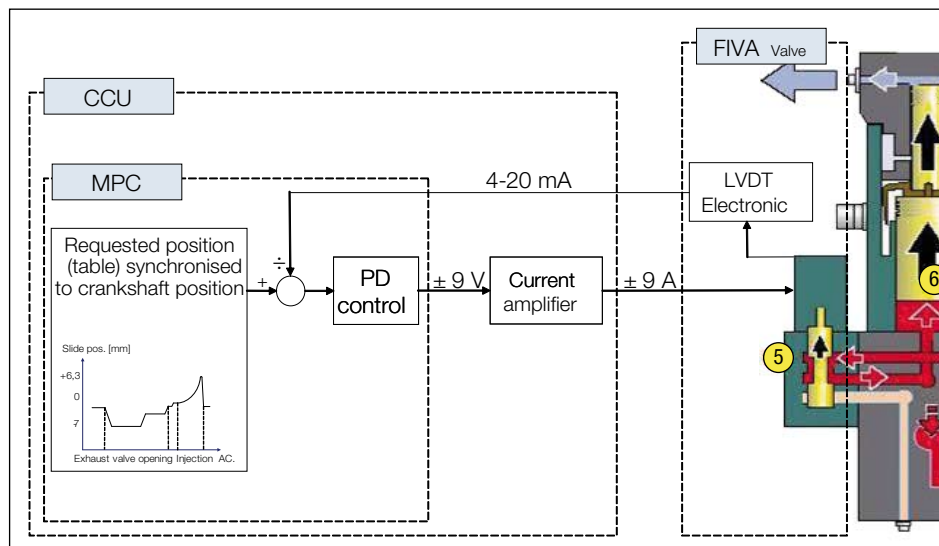 FIVA Valve
CCU
MPC
4-20 mA
LVDT
Electronic
Requested position
(table) synchronised
to crankshaft position
÷
+
PD
control
± 9 V
Current
amplifier
± 9 A
6
5
Slide pos. [mm]
+6,3
0
-7
Exhaust valve opening Injection AC.